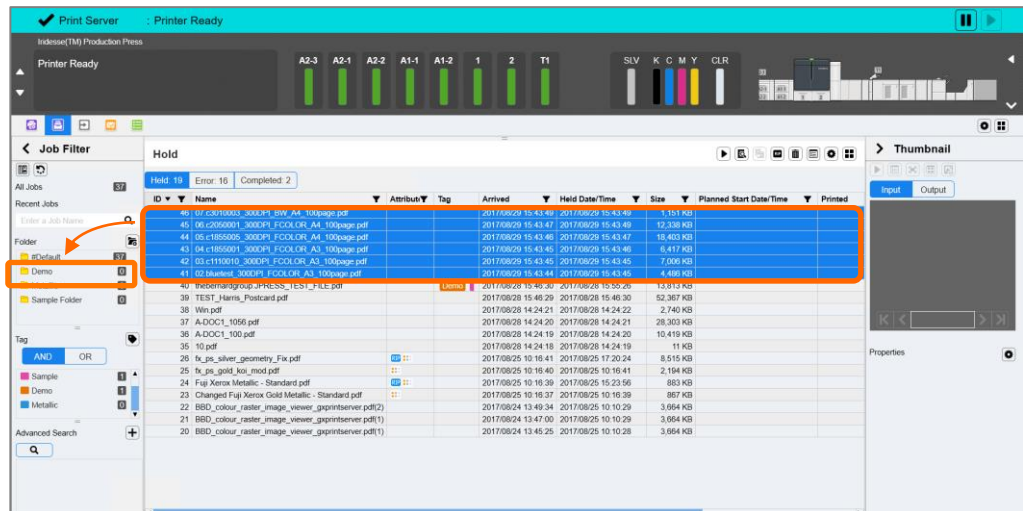 Print Server : Printer Ready
Iridesse(TM) Production Press
Printer Ready
A2-3 A2-1 A2-2 A1-1 A1-2 1 2 T1 SLV K C M Y CLR
Job Filter
Hold
Thumbnail
All Jobs 37
Held: 19 Error: 16 Completed: 2
Input Output
Recent Jobs
ID Name Attribut Tag Arrived Held Date/Time Size Planned Start Date/Time Printed
Enter a Job Name
46 07.c3010003_300DPI_BW_A4_100page.pdf 2017/08/29 15:43:49 2017/08/29 15:43:49 1,151 KB
45 06.c2050001_300DPI_FCOLOR_A4_100page.pdf 2017/08/29 15:43:47 2017/08/29 15:43:49 12,338 KB
44 05.c1855005_300DPI_FCOLOR_A4_100page.pdf 2017/08/29 15:43:46 2017/08/29 15:43:47 18,403 KB
43 04.c1855001_300DPI_FCOLOR_A3_100page.pdf 2017/08/29 15:43:45 2017/08/29 15:43:46 6,417 KB
42 03.c1110010_300DPI_FCOLOR_A3_100page.pdf 2017/08/29 15:43:45 2017/08/29 15:43:45 7,006 KB
41 02.bluetest_300DPI_FCOLOR_A3_100page.pdf 2017/08/29 15:43:44 2017/08/29 15:43:45 4,486 KB
40 thebernardgroup.JPRESS_TEST_FILE.pdf Demo 2017/08/28 15:46:30 2017/08/28 15:55:26 13,813 KB
39 TEST_Harris_Postcard.pdf 2017/08/28 15:46:29 2017/08/28 15:46:30 52,367 KB
38 Win.pdf 2017/08/28 14:24:21 2017/08/28 14:24:22 2,740 KB
37 A-DOC1_1056.pdf 2017/08/28 14:24:20 2017/08/28 14:24:21 28,303 KB
36 A-DOC1_100.pdf 2017/08/28 14:24:19 2017/08/28 14:24:20 10,419 KB
35 10.pdf 2017/08/28 14:24:18 2017/08/28 14:24:19 11 KB
26 fx_ps_silver_geometry_Fix.pdf 2017/08/25 10:16:41 2017/08/25 17:20:24 8,515 KB
25 fx_ps_gold_koi_mod.pdf 2017/08/25 10:16:40 2017/08/25 10:16:41 2,194 KB
24 Fuji Xerox Metallic - Standard.pdf 2017/08/25 10:16:39 2017/08/25 15:23:56 883 KB
23 Changed Fuji Xerox Gold Metallic - Standard.pdf 2017/08/25 10:16:37 2017/08/25 10:16:39 867 KB
22 BBD_colour_raster_image_viewer_gxprintserver.pdf(2) 2017/08/24 13:49:34 2017/08/25 10:10:29 3,664 KB
21 BBD_colour_raster_image_viewer_gxprintserver.pdf(1) 2017/08/24 13:47:00 2017/08/25 10:10:29 3,664 KB
20 BBD_colour_raster_image_viewer_gxprintserver.pdf(1) 2017/08/24 13:45:25 2017/08/25 10:10:28 3,664 KB
Folder
#Default 37
Demo 0
Sample Folder 0
Tag
AND OR
Sample 1
Demo 1
Metallic 0
Advanced Search
Properties